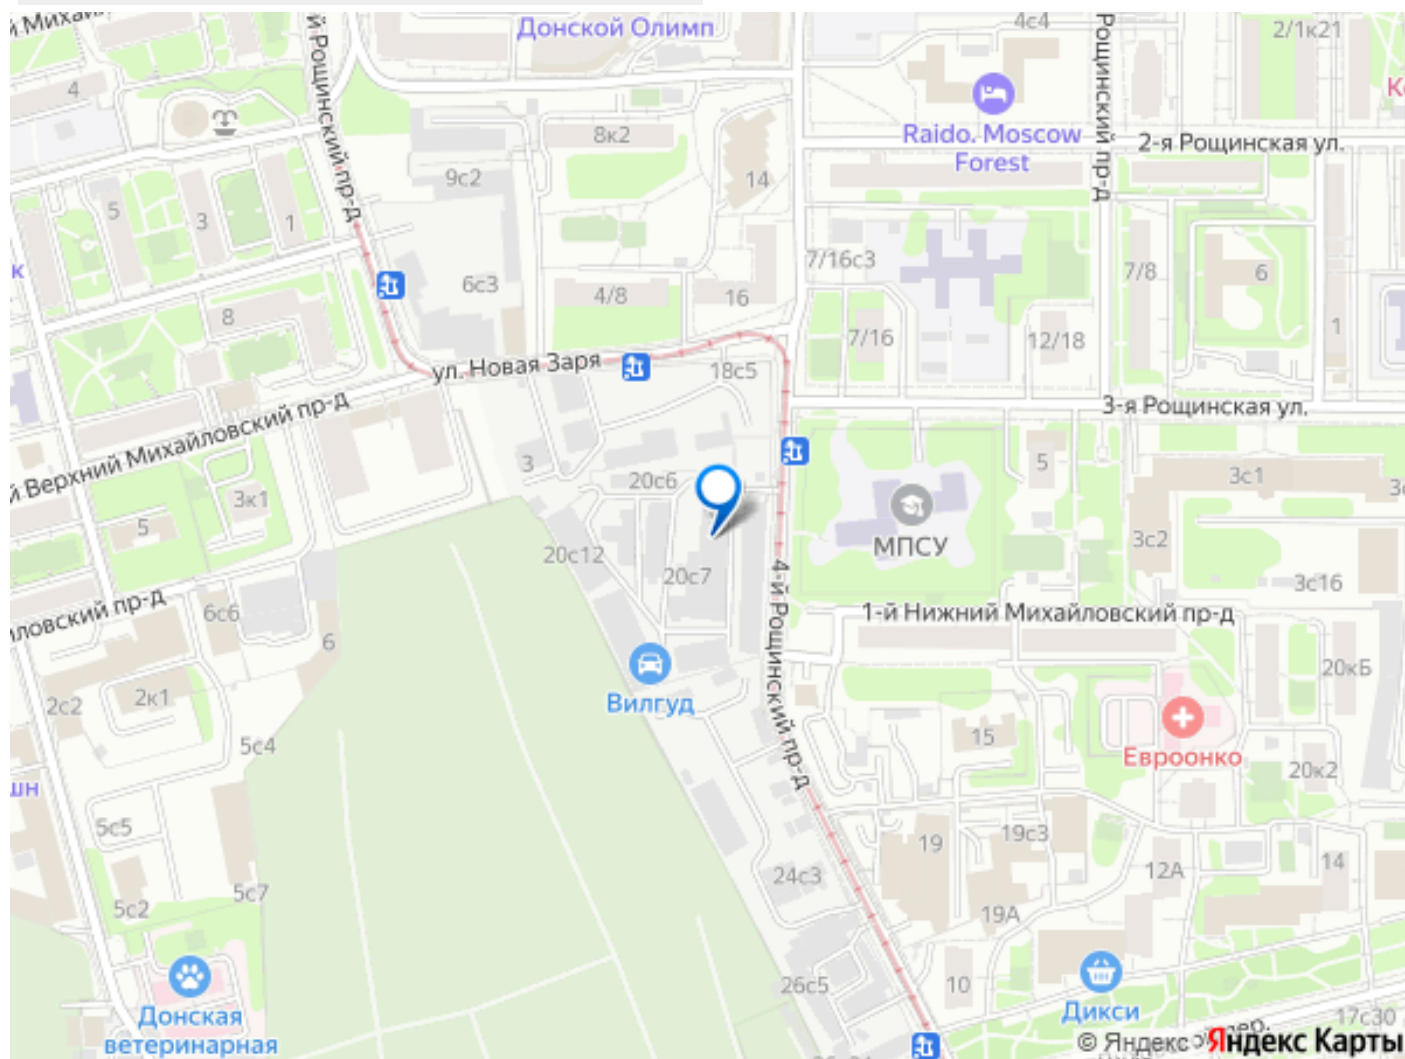 й Михай
Донской Олимп
4с4
2/1к21
й Рощинский пр-д
Рощинский пр-д
4
8к2
Raido. Moscow
Forest
2-я Рощинская ул.
9с2
14
5
3
1
7/16с3
7/8
6
к
6с3
4/8
16
8
7/16
12/18
1
ул. Новая Заря
18с5
й Верхний Михайловский пр-д
3-я Рощинская ул.
3
20с6
5
3с1
3к1
5
20с12
МПСУ
3с2
20с7
4-й Рощинский пр-д
3с16
ловский пр-д
6с6
1-й Нижний Михайловский пр-д
6
20кБ
2с2
2к1
Вилгуд
15
5с4
Евроонко
20к2
шн
5с5
19
19с3
12А
14
24с3
5с7
5с2
19А
26с5
10
Донская
ветеринарная
Дикси
17с30
© Яндекс
Яндекс Карты